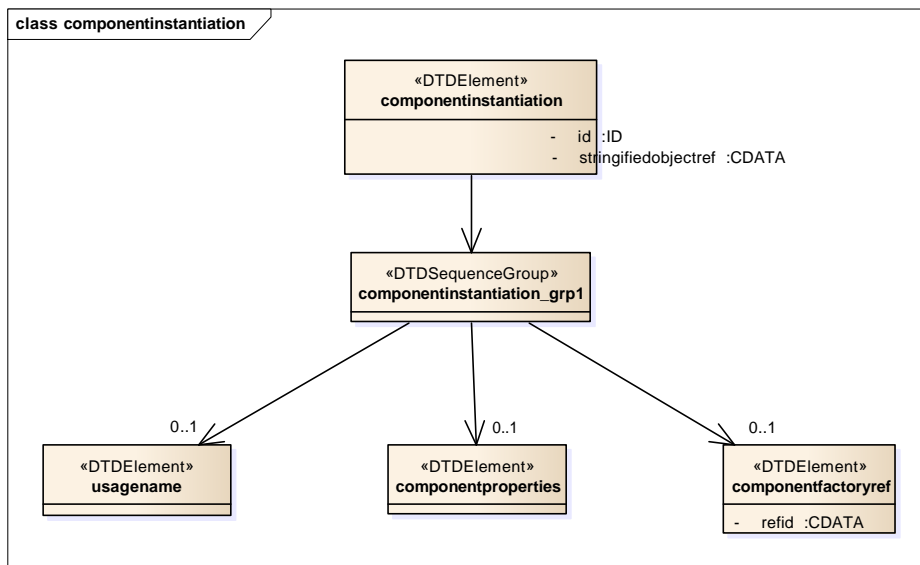 class componentinstantiation
«DTDElement»
componentinstantiation
- id :ID
- stringifiedobjectref :CDATA
«DTDSequenceGroup»
componentinstantiation_grp1
0..1
0..1
0..1
«DTDElement»
usagename
«DTDElement»
componentproperties
«DTDElement»
componentfactoryref
- refid :CDATA